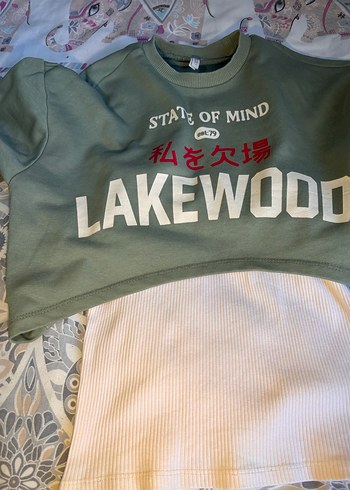 STATE OF MIND
est.79
私を欠場
LAKEWOOD